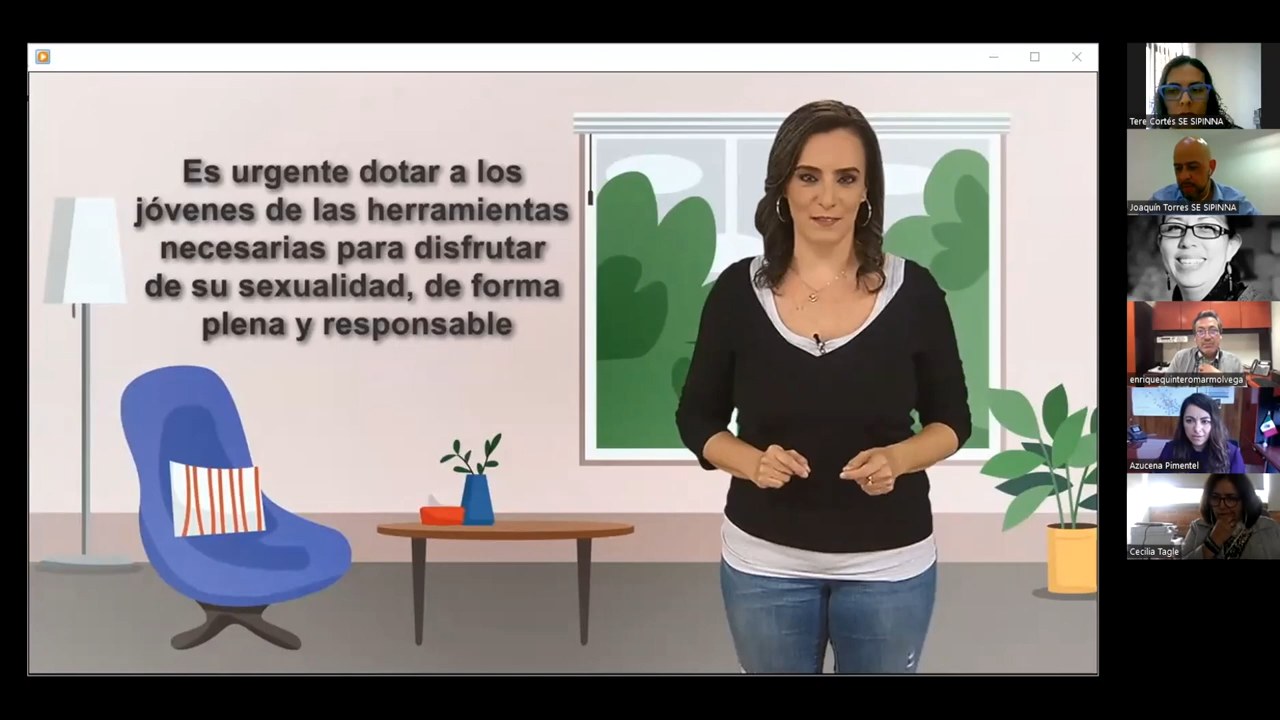 Es urgente dotar a los
jóvenes de las herramientas
necesarias para disfrutar
de su sexualidad, de forma
plena y responsable
Tere Cortés SE SIPINNA
Joaquín Torres SE SIPINNA
enriquequinteromarmolvega
Azucena Pimentel
Cecilia Tagle